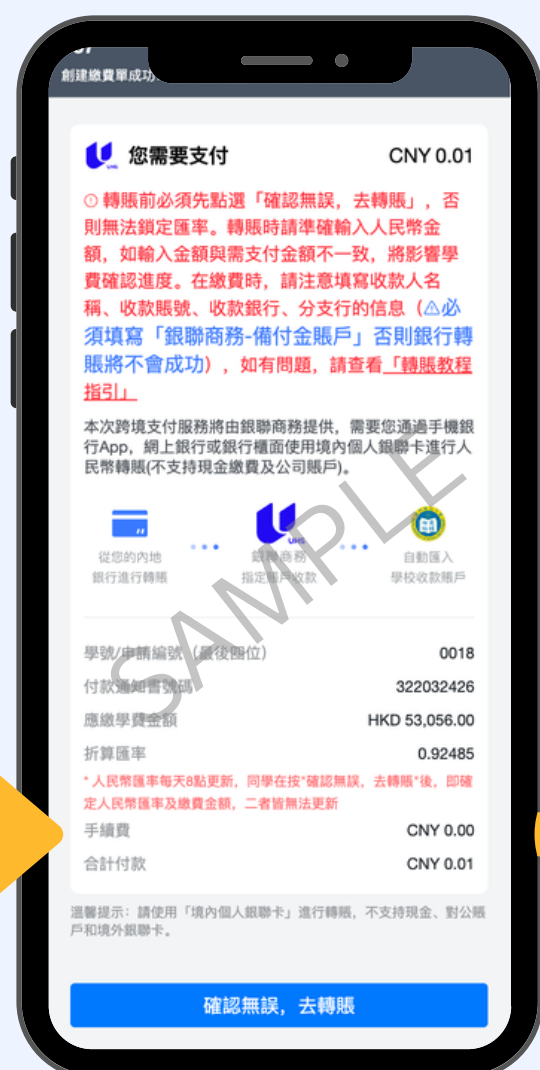 創建繳費單成功
UMS 您需要支付 CNY 0.01
轉賬前必須先點選「確認無誤，去轉賬」，否
則無法鎖定匯率。轉賬時請準確輸入人民幣金
額，如輸入金額與需支付金額不一致，將影響學
費確認進度。在繳費時，請注意填寫收款人名
稱、收款賬號、收款銀行、分支行的信息（⚠必
須填寫「銀聯商務-備付金賬戶」否則銀行轉
賬將不會成功），如有問題，請查看「轉賬教程
指引」
本次跨境支付服務將由銀聯商務提供，需要您通過手機銀
行App，網上銀行或銀行櫃面使用境內個人銀聯卡進行人
民幣轉賬(不支持現金繳費及公司賬戶)。
UMS
從您的內地 銀聯商務 自動匯入
銀行進行轉賬 指定賬戶收款 學校收款賬戶
SAMPLE
學號/申請編號（最後四位） 0018
付款通知書號碼 322032426
應繳學費金額 HKD 53,056.00
折算匯率 0.92485
* 人民幣匯率每天8點更新，同學在按"確認無誤，去轉賬"後，即確
定人民幣匯率及繳費金額，二者皆無法更新
手續費 CNY 0.00
合計付款 CNY 0.01
溫馨提示：請使用「境內個人銀聯卡」進行轉賬，不支持現金、對公賬
戶和境外銀聯卡。
確認無誤，去轉賬